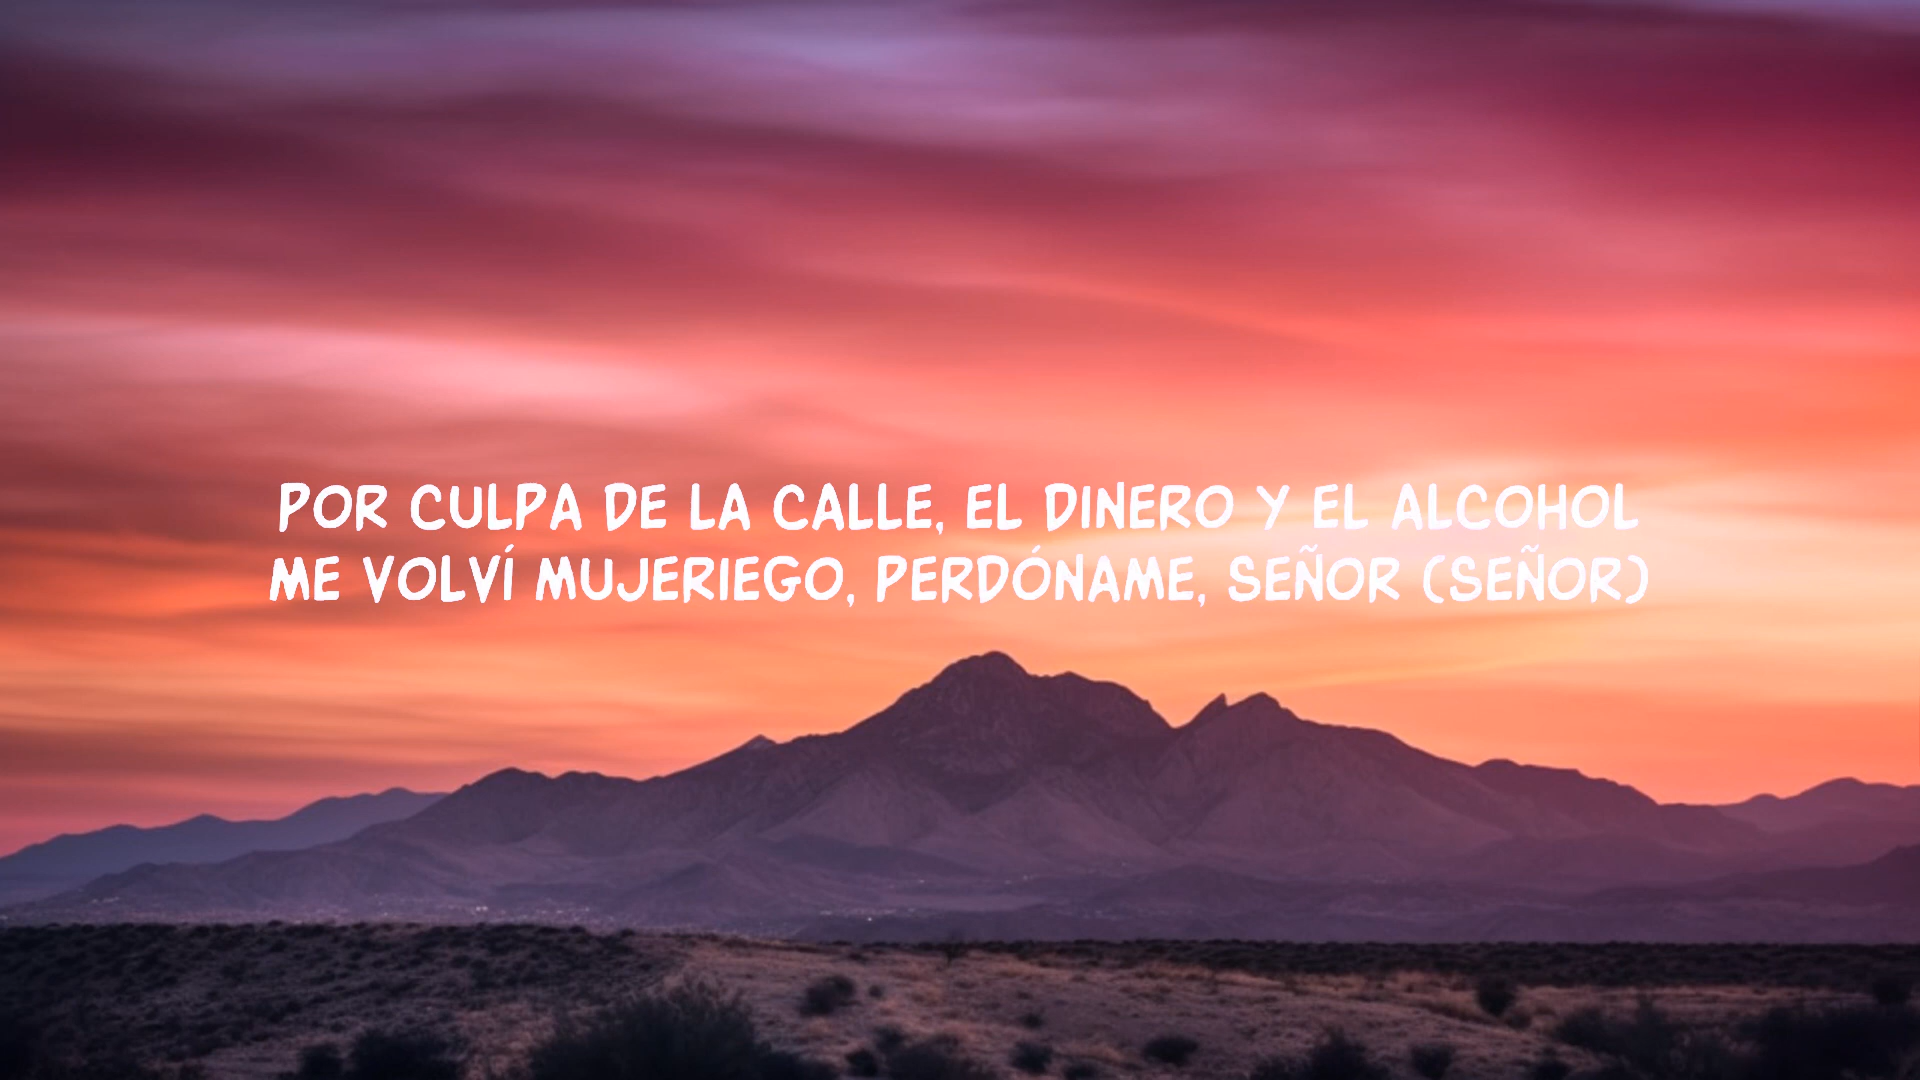 POR CULPA DE LA CALLE, EL DINERO Y EL ALCOHOL
ME VOLVÍ MUJERIEGO, PERDÓNAME, SEÑOR (SEÑOR)